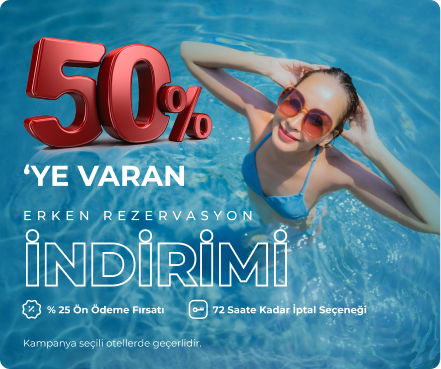 50%
'YE VARAN
ERKEN REZERVASYON
İNDİRİMİ
% 25 Ön Ödeme Fırsatı 72 Saate Kadar İptal Seçeneği
Kampanya seçili otellerde geçerlidir.